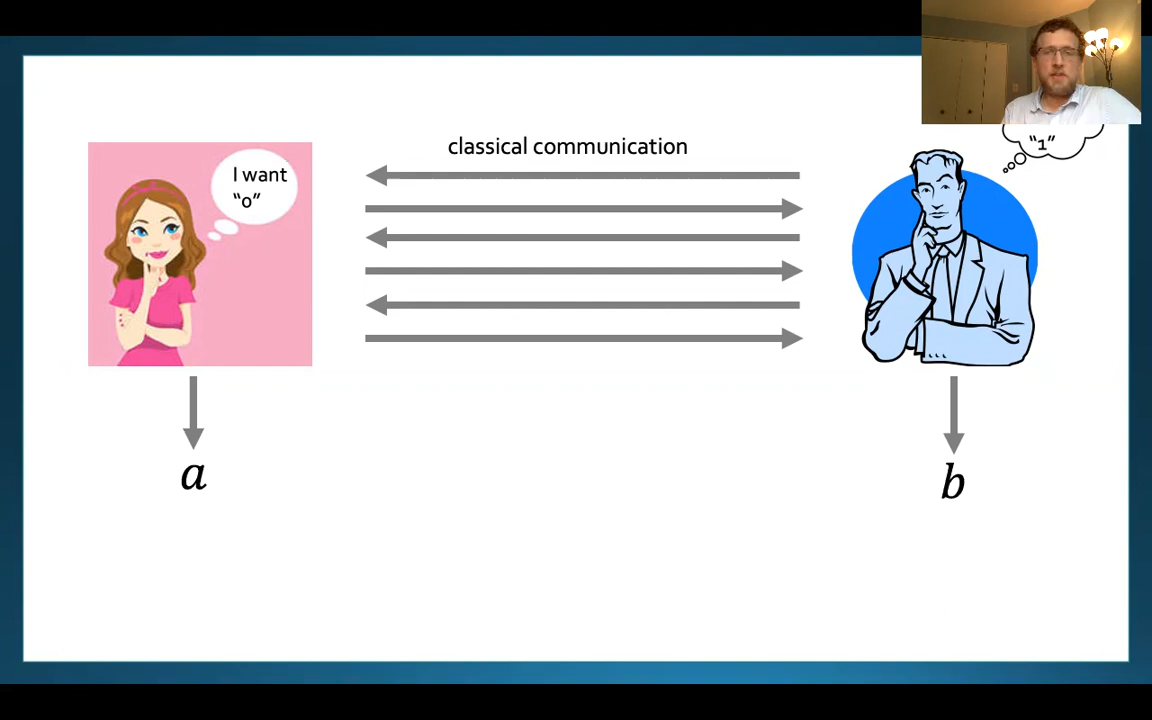 classical communication
I want
“0”
“1”
a
b